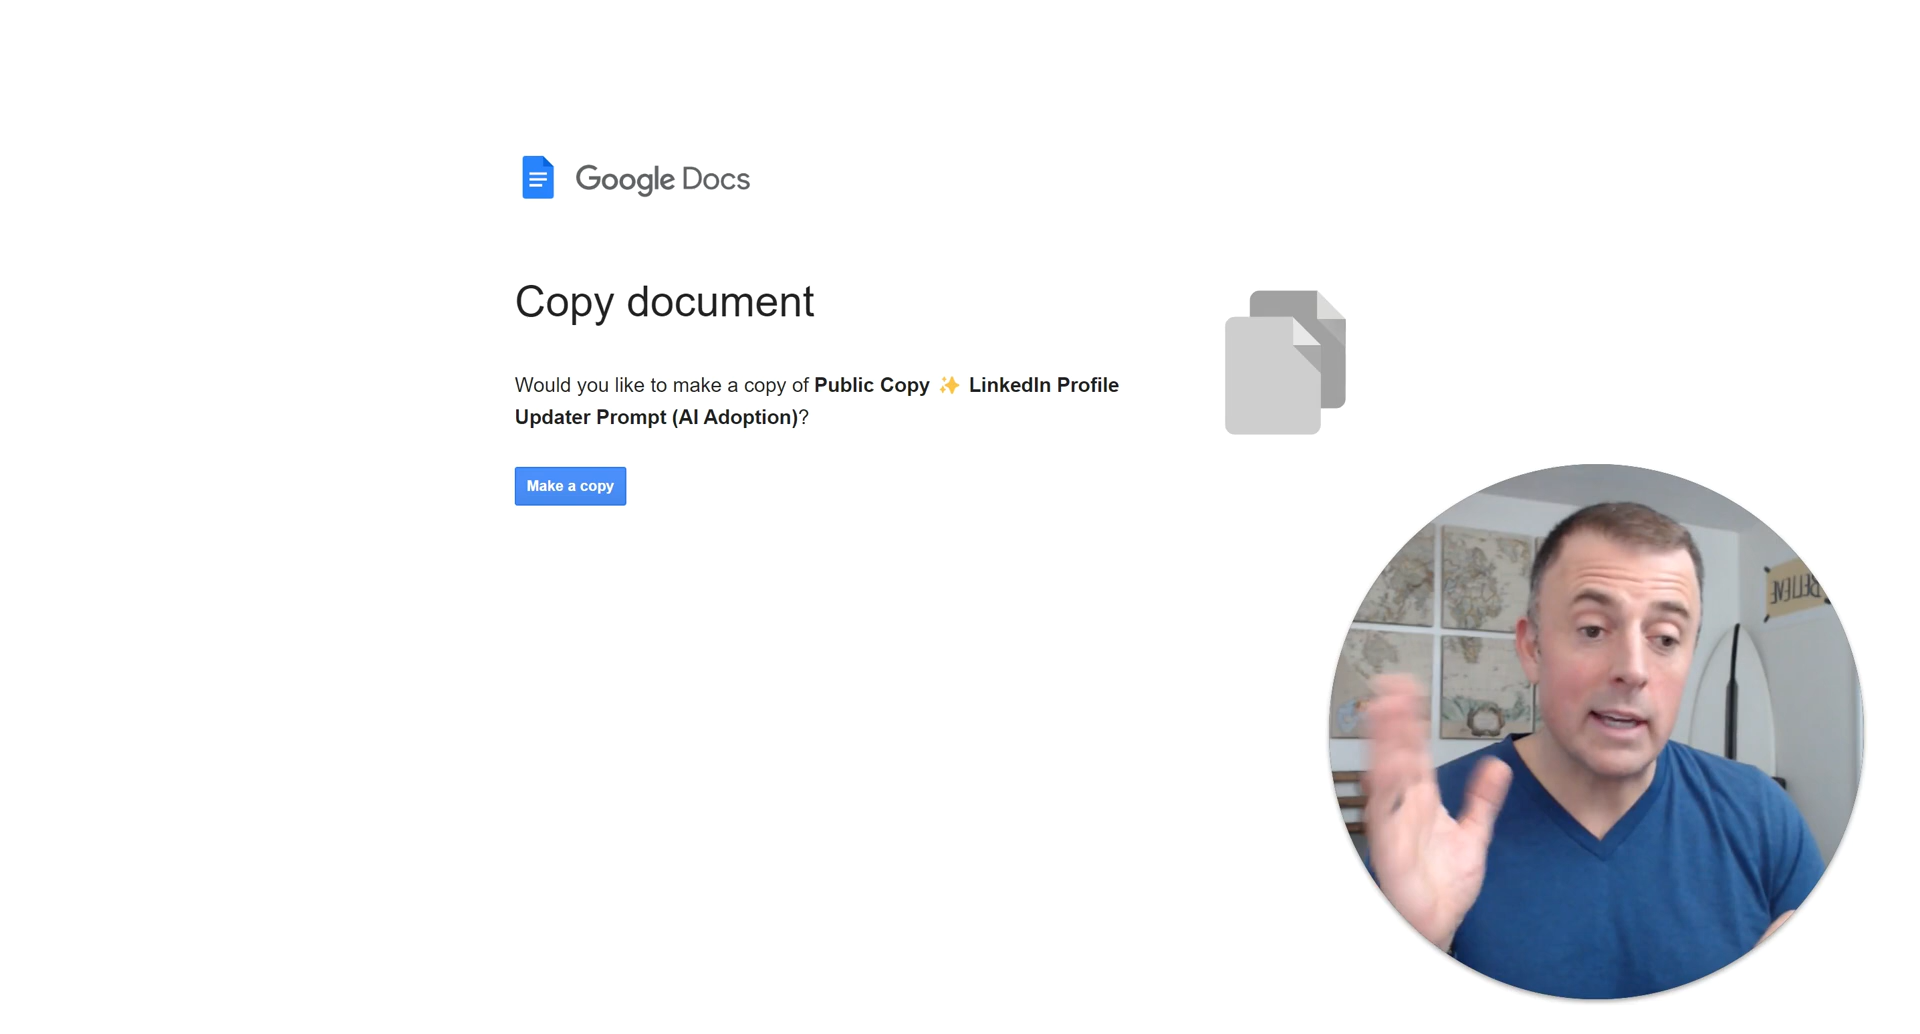 Google Docs
Copy document
Would you like to make a copy of Public Copy ✨ LinkedIn Profile
Updater Prompt (AI Adoption)?
Make a copy
BELIEVE